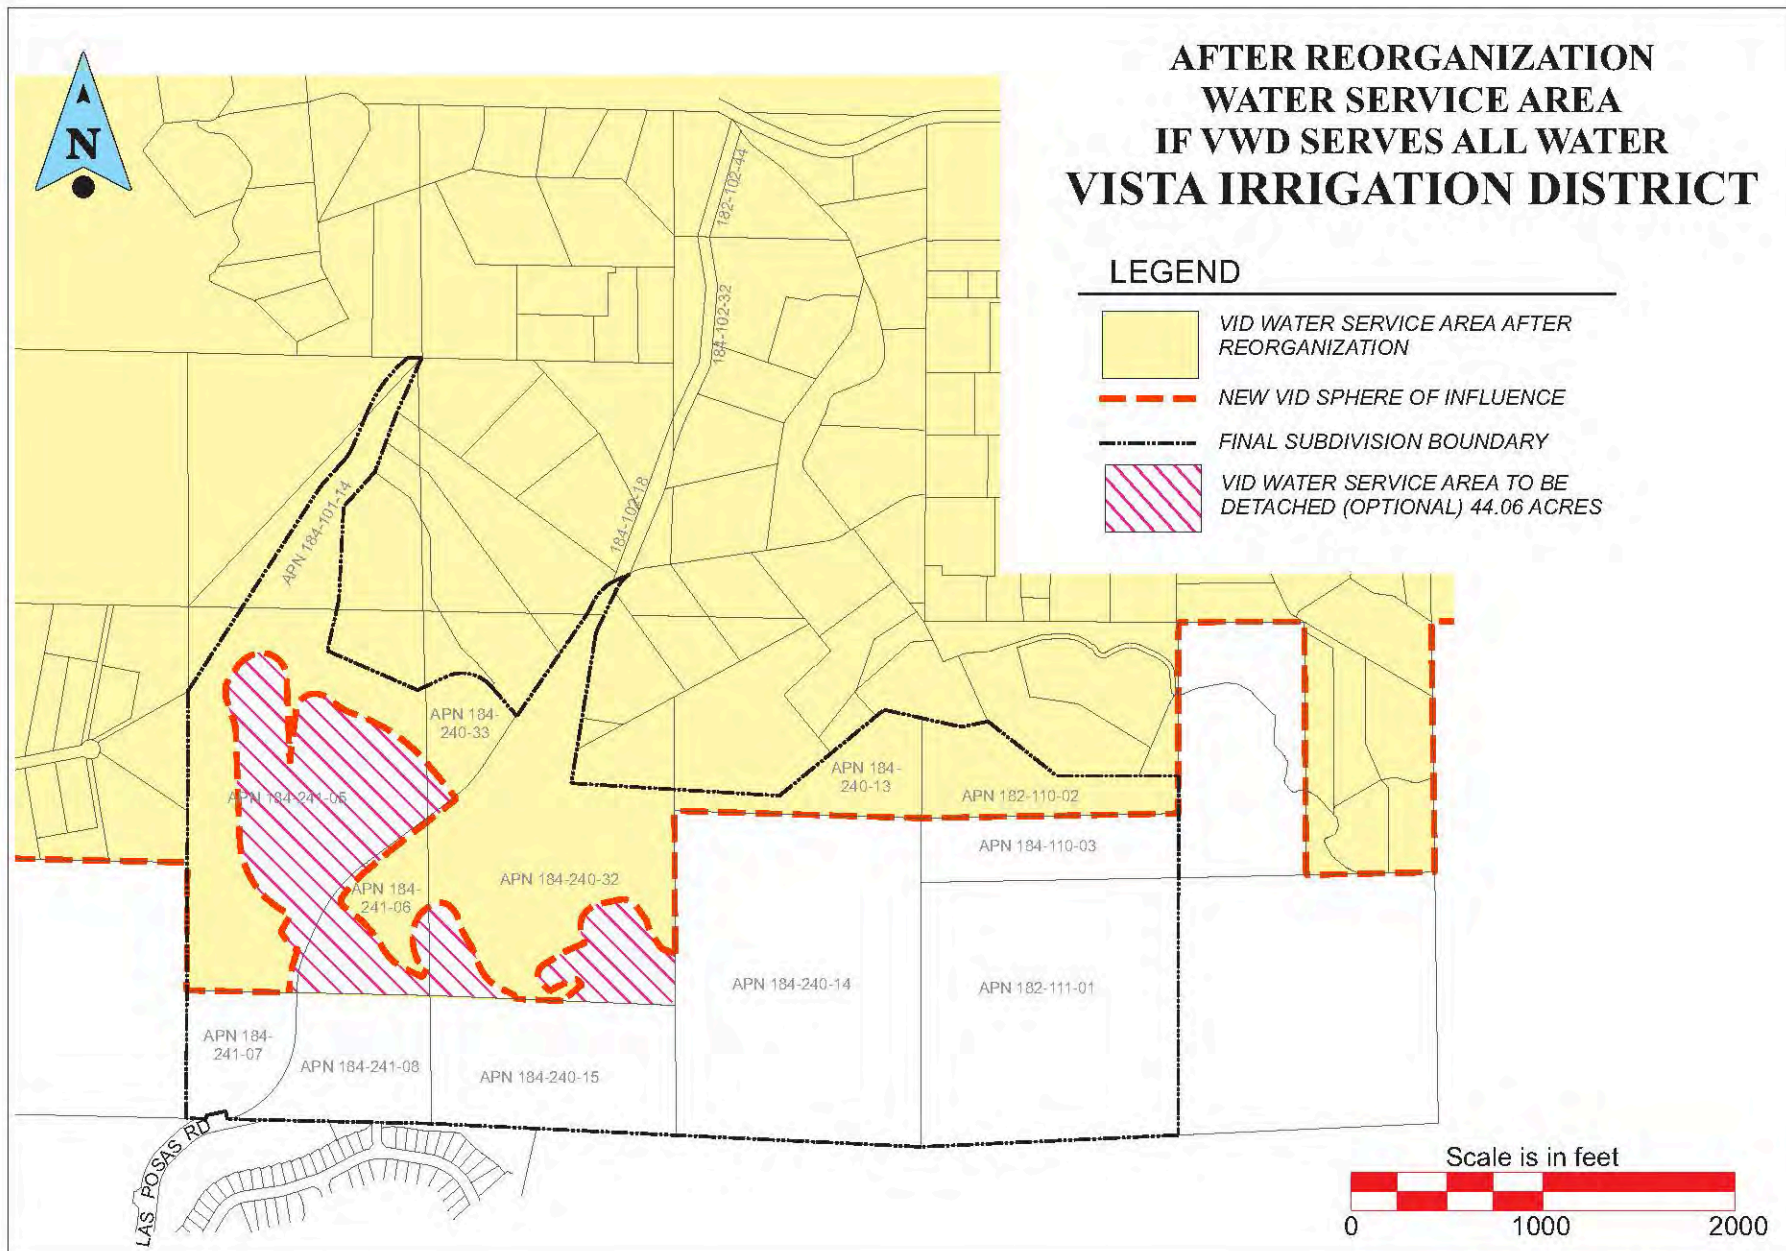 AFTER REORGANIZATION
WATER SERVICE AREA
IF VWD SERVES ALL WATER
VISTA IRRIGATION DISTRICT
N
LEGEND
VID WATER SERVICE AREA AFTER
REORGANIZATION
NEW VID SPHERE OF INFLUENCE
FINAL SUBDIVISION BOUNDARY
VID WATER SERVICE AREA TO BE
DETACHED (OPTIONAL) 44.06 ACRES
182-102-44
184-102-32
184-102-18
APN 184-101-14
APN 184-
240-33
APN 184-
240-13
APN 182-110-02
APN 184-241-05
APN 184-110-03
APN 184-
241-06
APN 184-240-32
APN 184-240-14
APN 182-111-01
APN 184-
241-07
APN 184-241-08
APN 184-240-15
LAS POSAS RD
Scale is in feet
0
1000
2000